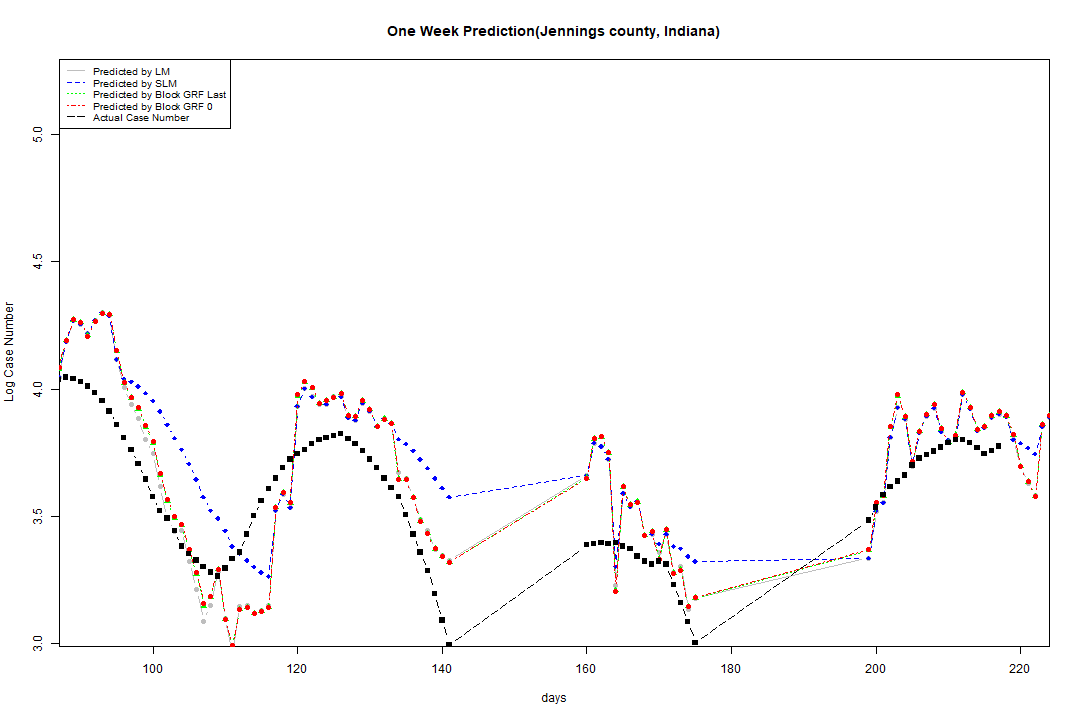 One Week Prediction(Jennings county, Indiana)
Predicted by LM
Predicted by SLM
Predicted by Block GRF Last
Predicted by Block GRF 0
Actual Case Number
5.0
4.5
4.0
3.5
3.0
Log Case Number
100 120 140 160 180 200 220
days